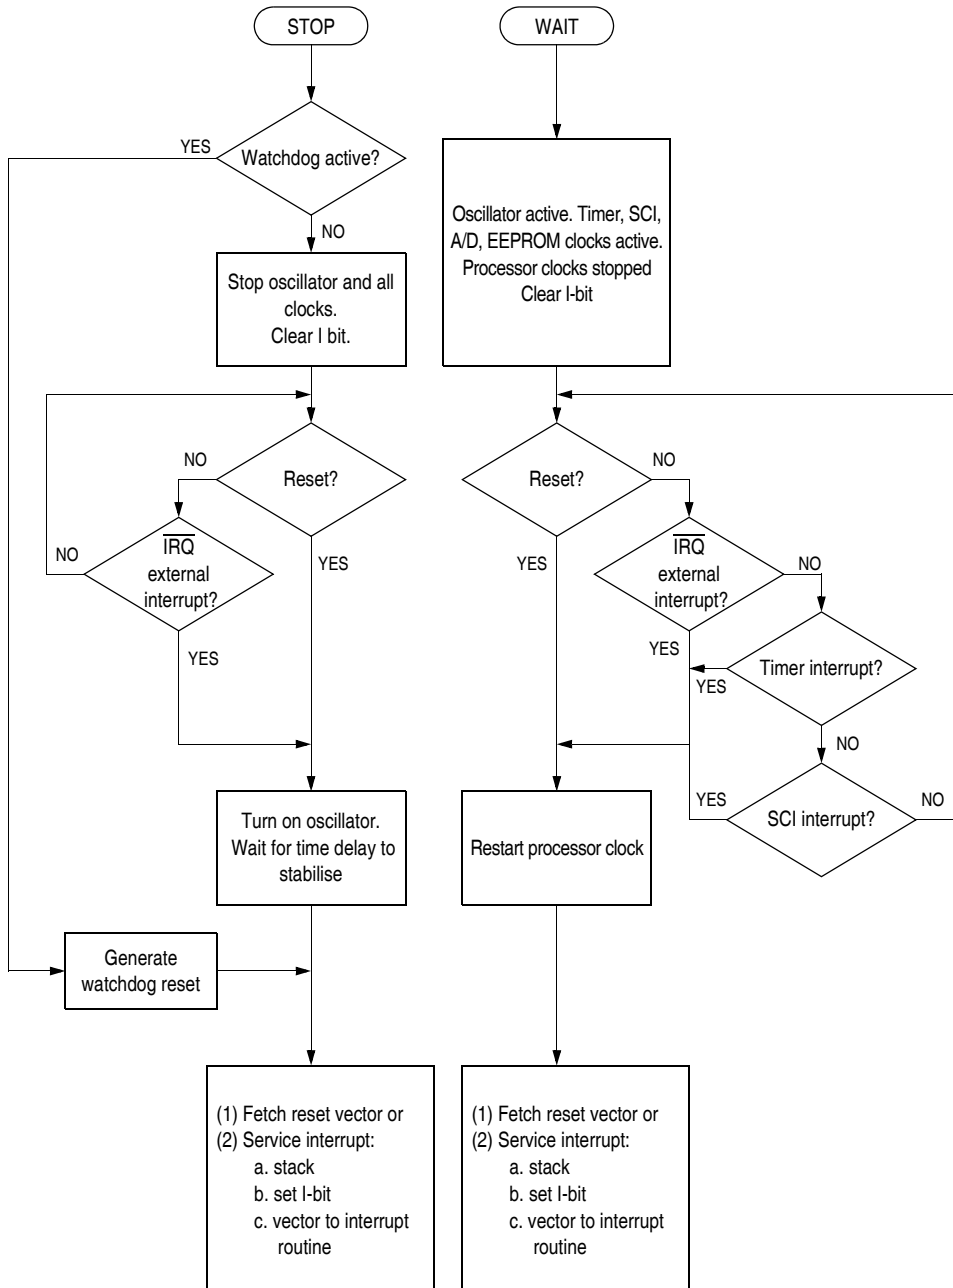 STOP
YES
Watchdog active?
NO
Stop oscillator and all
clocks.
Clear I bit.
NO
Reset?
NO
IRQ
external
interrupt?
YES
YES
Turn on oscillator.
Wait for time delay to
stabilise
Generate
watchdog reset
(1) Fetch reset vector or
(2) Service interrupt:
a. stack
b. set I-bit
c. vector to interrupt
routine
WAIT
Oscillator active. Timer, SCI,
A/D, EEPROM clocks active.
Processor clocks stopped
Clear I-bit
Reset?
NO
YES
IRQ
external
interrupt?
NO
YES
Timer interrupt?
YES
NO
YES
SCI interrupt?
NO
Restart processor clock
(1) Fetch reset vector or
(2) Service interrupt:
a. stack
b. set I-bit
c. vector to interrupt
routine